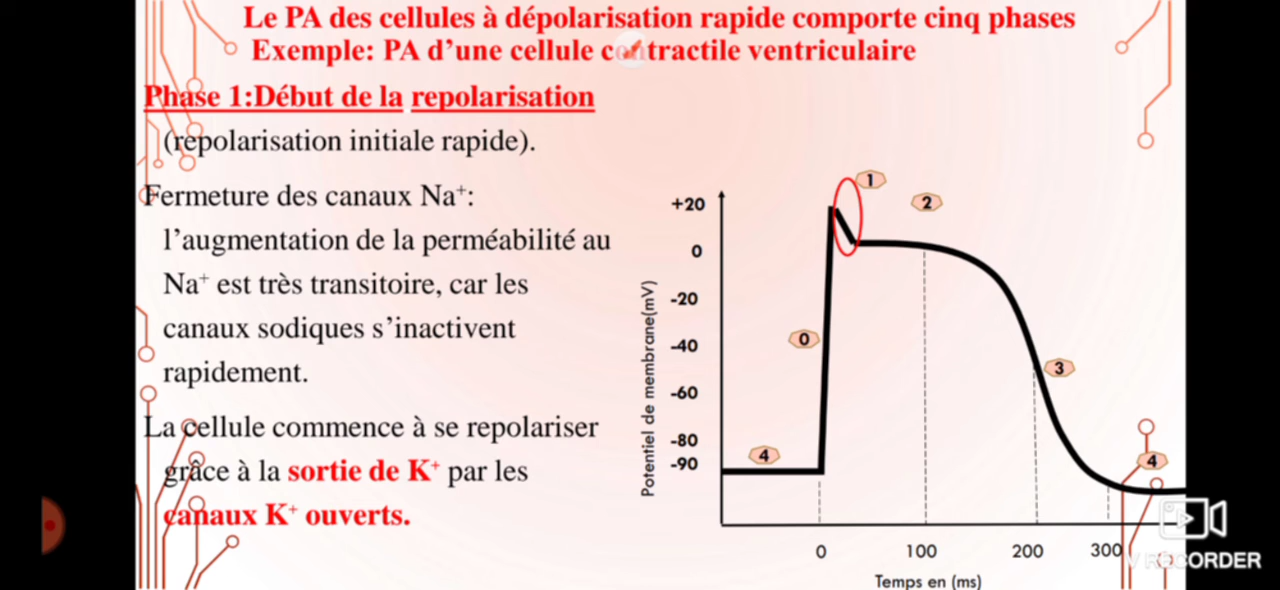 Le PA des cellules à dépolarisation rapide comporte cinq phases
Exemple: PA d’une cellule contractile ventriculaire
Phase 1:Début de la repolarisation
(repolarisation initiale rapide).
Fermeture des canaux Na⁺:
l’augmentation de la perméabilité au
Na⁺ est très transitoire, car les
canaux sodiques s’inactivent
rapidement.
La cellule commence à se repolariser
grâce à la sortie de K⁺ par les
canaux K⁺ ouverts.
Potentiel de membrane(mV)
+20
0
-20
-40
-60
-80
-90
1
2
0
3
4
4
0 100 200 300
Temps en (ms)
V RECORDER